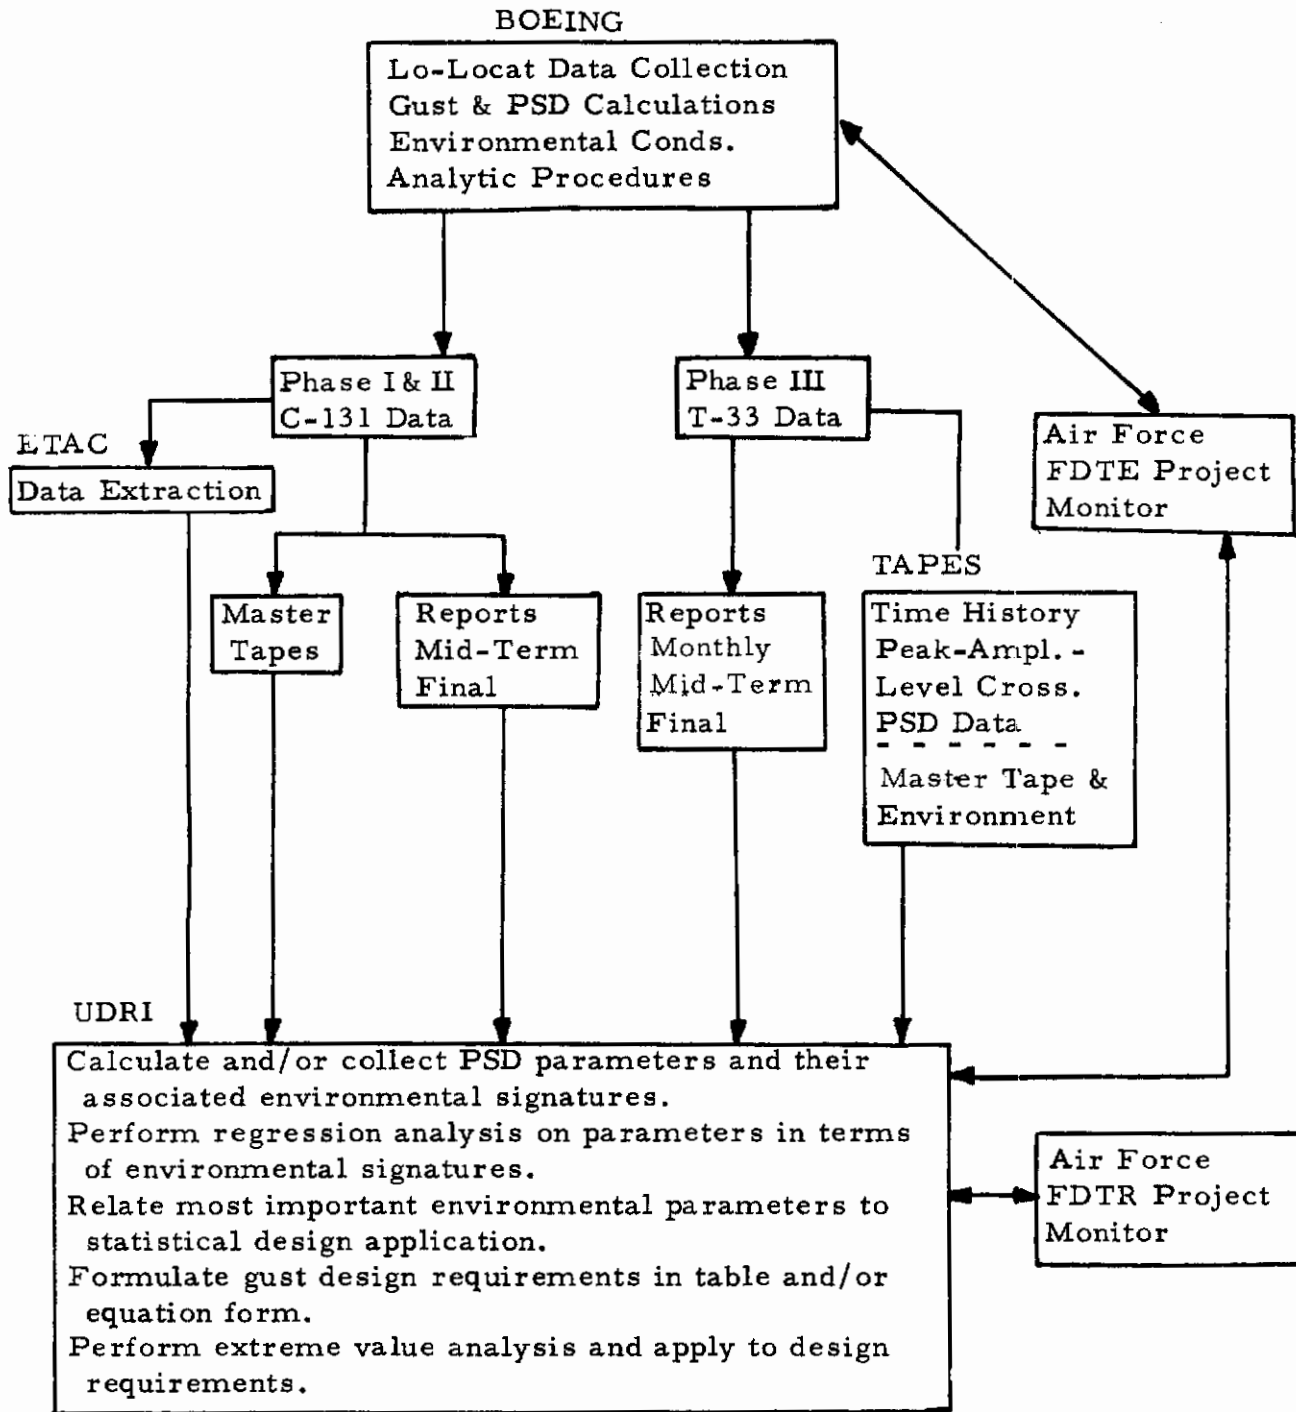 BOEING
Lo-Locat Data Collection
Gust & PSD Calculations
Environmental Conds.
Analytic Procedures
Phase I & II
C-131 Data
Phase III
T-33 Data
Air Force
FDTE Project
Monitor
ETAC
Data Extraction
Master
Tapes
Reports
Mid-Term
Final
Reports
Monthly
Mid-Term
Final
TAPES
Time History
Peak-Ampl. -
Level Cross.
PSD Data
- - - - - -
Master Tape &
Environment
UDRI
Calculate and/or collect PSD parameters and their
associated environmental signatures.
Perform regression analysis on parameters in terms
of environmental signatures.
Relate most important environmental parameters to
statistical design application.
Formulate gust design requirements in table and/or
equation form.
Perform extreme value analysis and apply to design
requirements.
Air Force
FDTR Project
Monitor